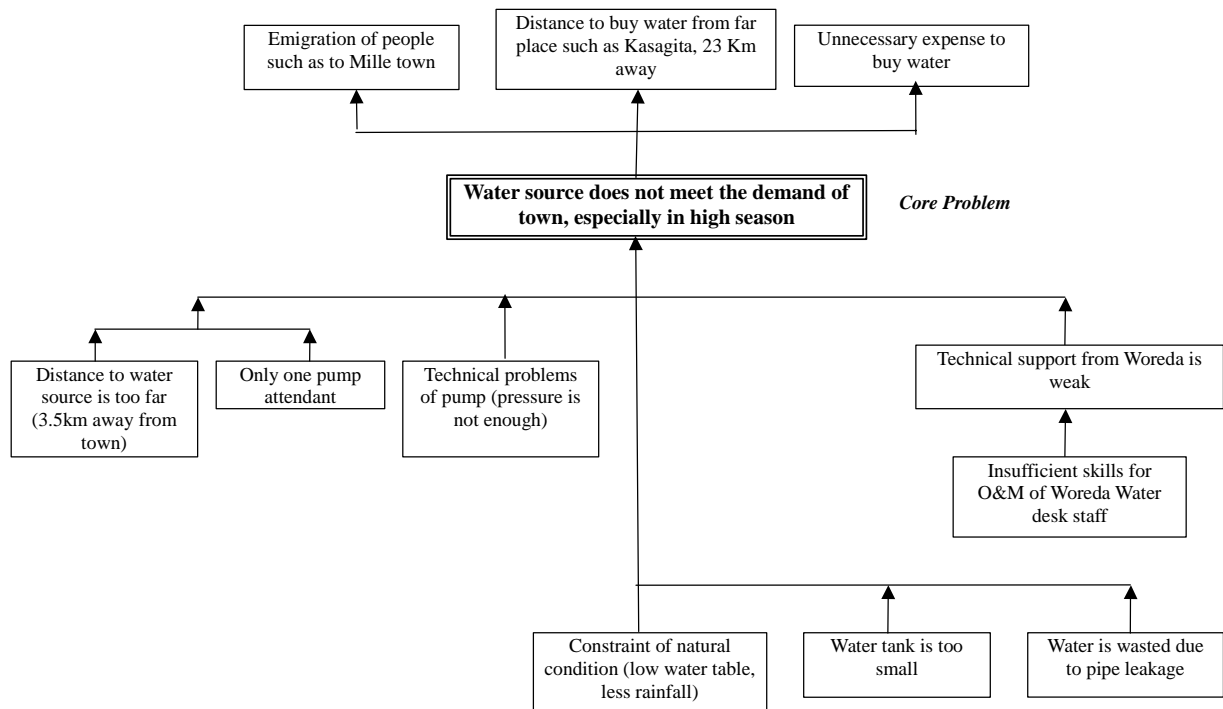 Emigration of people
such as to Mille town
Distance to buy water from far
place such as Kasagita, 23 Km
away
Unnecessary expense to
buy water
Water source does not meet the demand of
town, especially in high season
Core Problem
Distance to water
source is too far
(3.5km away from
town)
Only one pump
attendant
Technical problems
of pump (pressure is
not enough)
Technical support from Woreda is
weak
Insufficient skills for
O&M of Woreda Water
desk staff
Constraint of natural
condition (low water table,
less rainfall)
Water tank is too
small
Water is wasted due
to pipe leakage